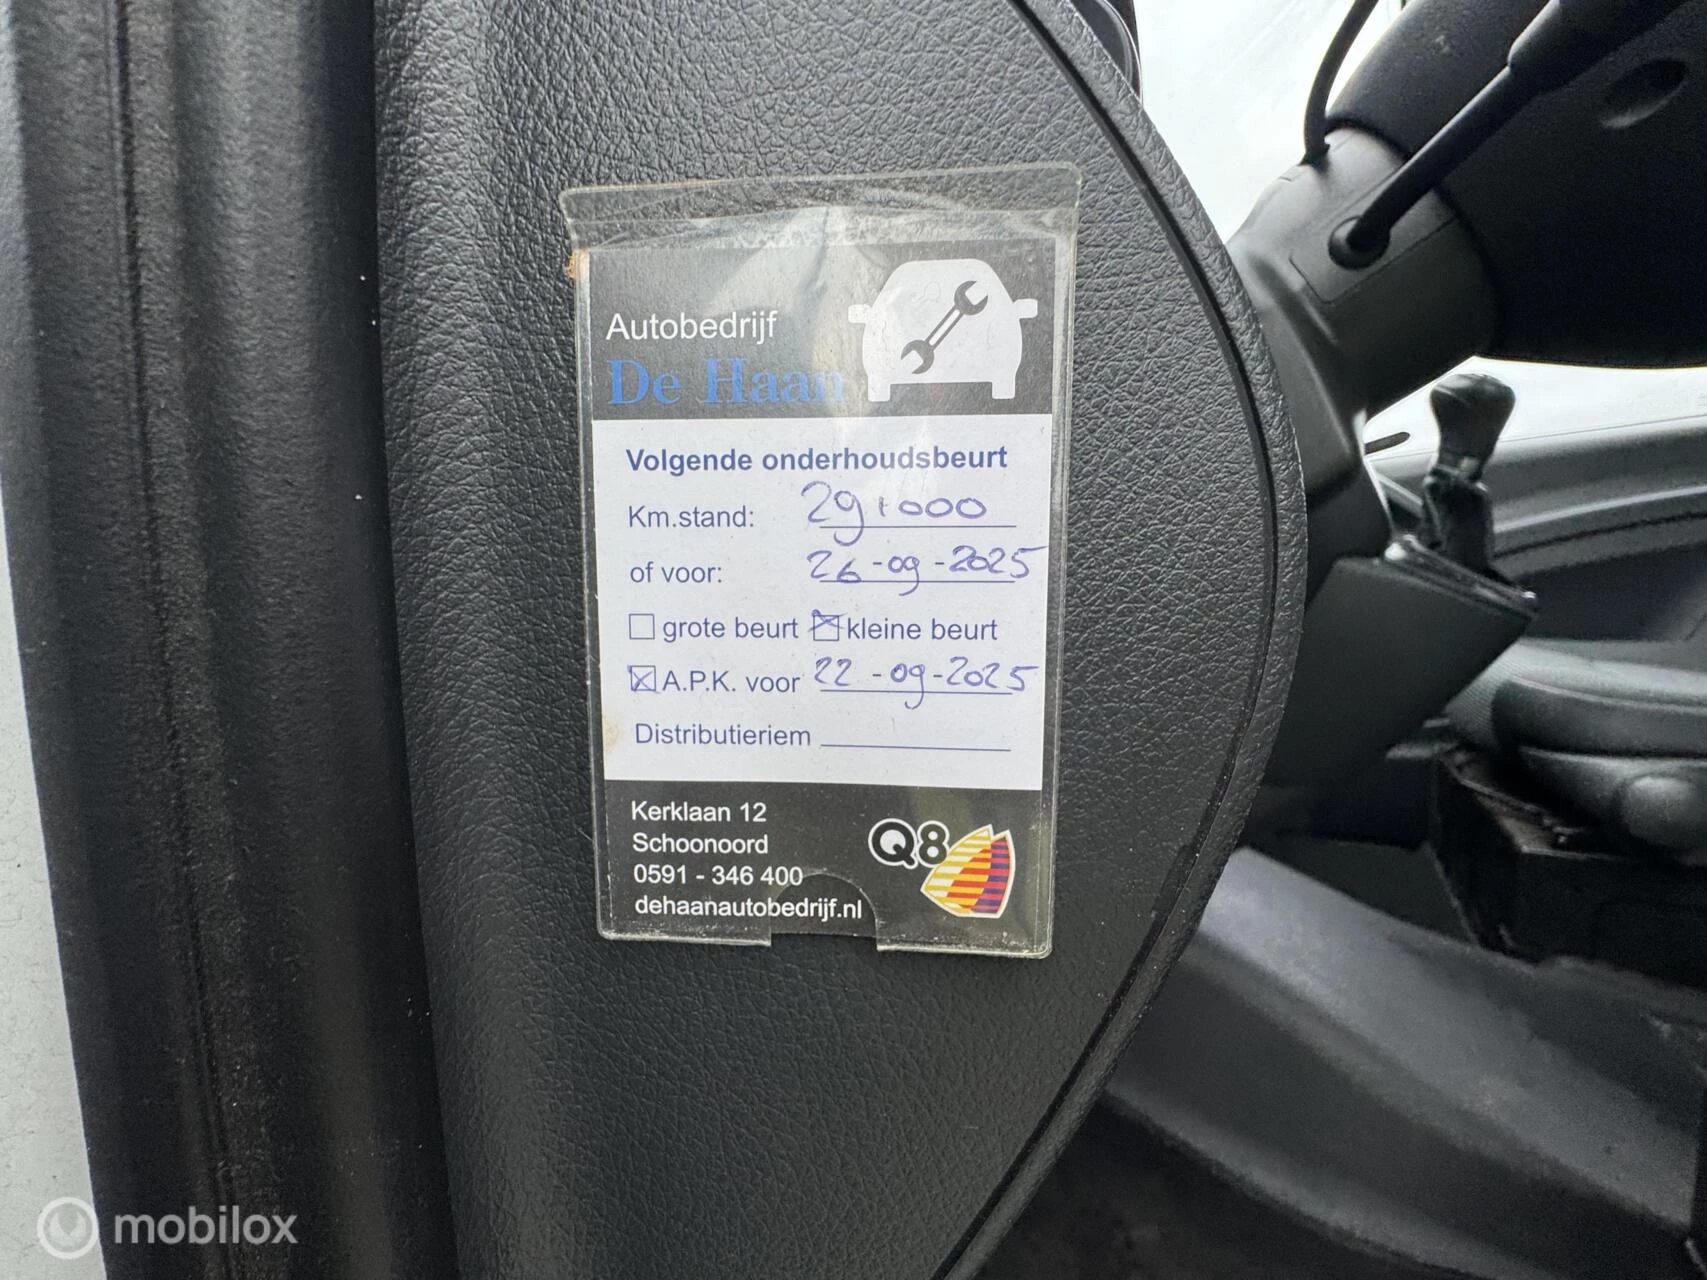 Autobedrijf
De Haan
Volgende onderhoudsbeurt
Km.stand: 291000
of voor: 26-09-2025
grote beurt kleine beurt
A.P.K. voor 22-09-2025
Distributieriem
Kerklaan 12
Schoonoord
0591 - 346 400
dehaanautobedrijf.nl
Q8
mobilox